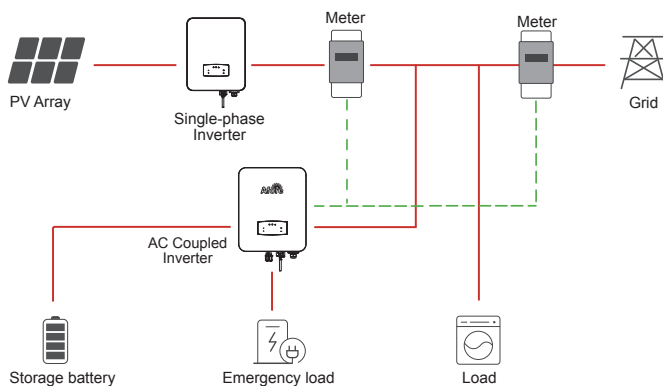 Meter
Meter
PV Array
Single-phase
Inverter
Grid
AC Coupled
Inverter
Storage battery
Emergency load
Load